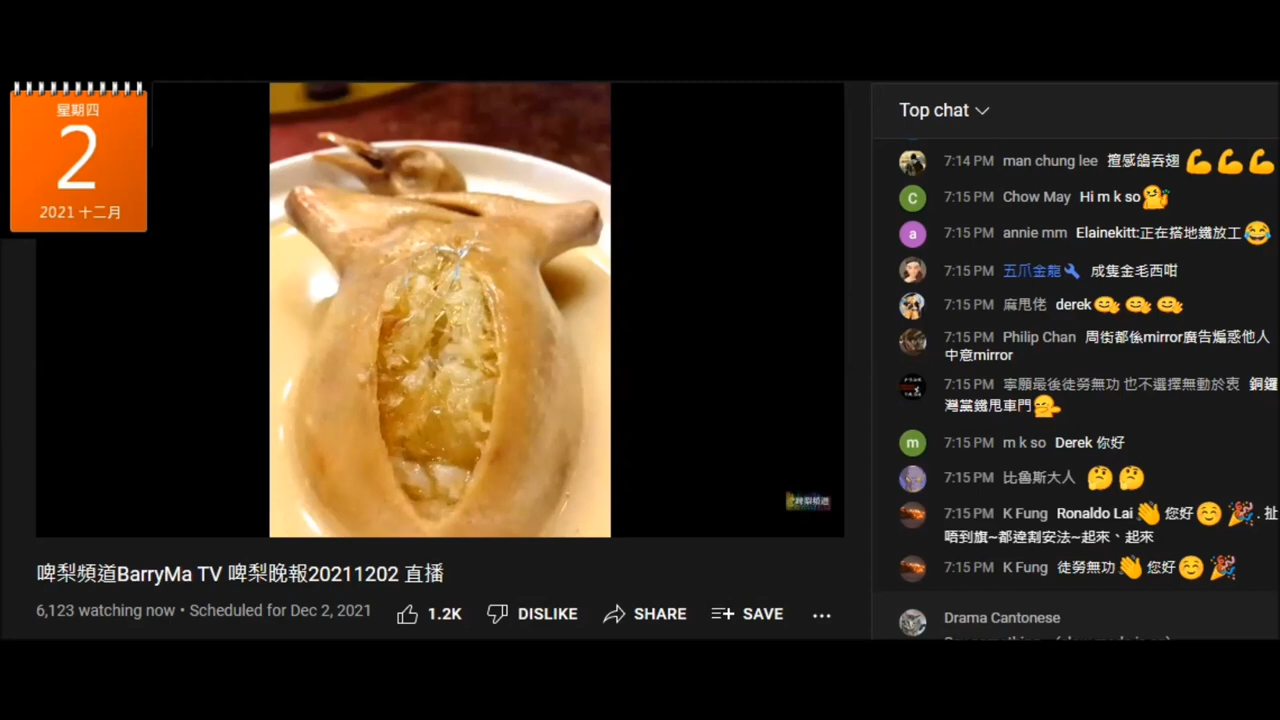 星期四
2
2021 十二月
啤梨頻道
啤梨頻道BarryMa TV 啤梨晚報20211202 直播
6,123 watching now • Scheduled for Dec 2, 2021
1.2K
DISLIKE
SHARE
SAVE
Top chat
7:14 PM man chung lee 擅感鴿吞翅 💪💪💪
C
7:15 PM Chow May Hi m k so
a
7:15 PM annie mm Elainekitt:正在搭地鐵放工😂
7:15 PM 五爪金龍🔧 成隻金毛西咁
7:15 PM 麻甩佬 derek
7:15 PM Philip Chan 周街都係mirror廣告煽惑他人
中意mirror
7:15 PM 寧願最後徒勞無功 也不選擇無動於衷 銅鑼
灣黨鐵甩車門
m
7:15 PM m k so Derek 你好
7:15 PM 比魯斯大人 🤔🤔
7:15 PM K Fung Ronaldo Lai👋您好☺️🎉. 扯
唔到旗~都違割安法~起來、起來
7:15 PM K Fung 徒勞無功👋您好☺️🎉
Drama Cantonese